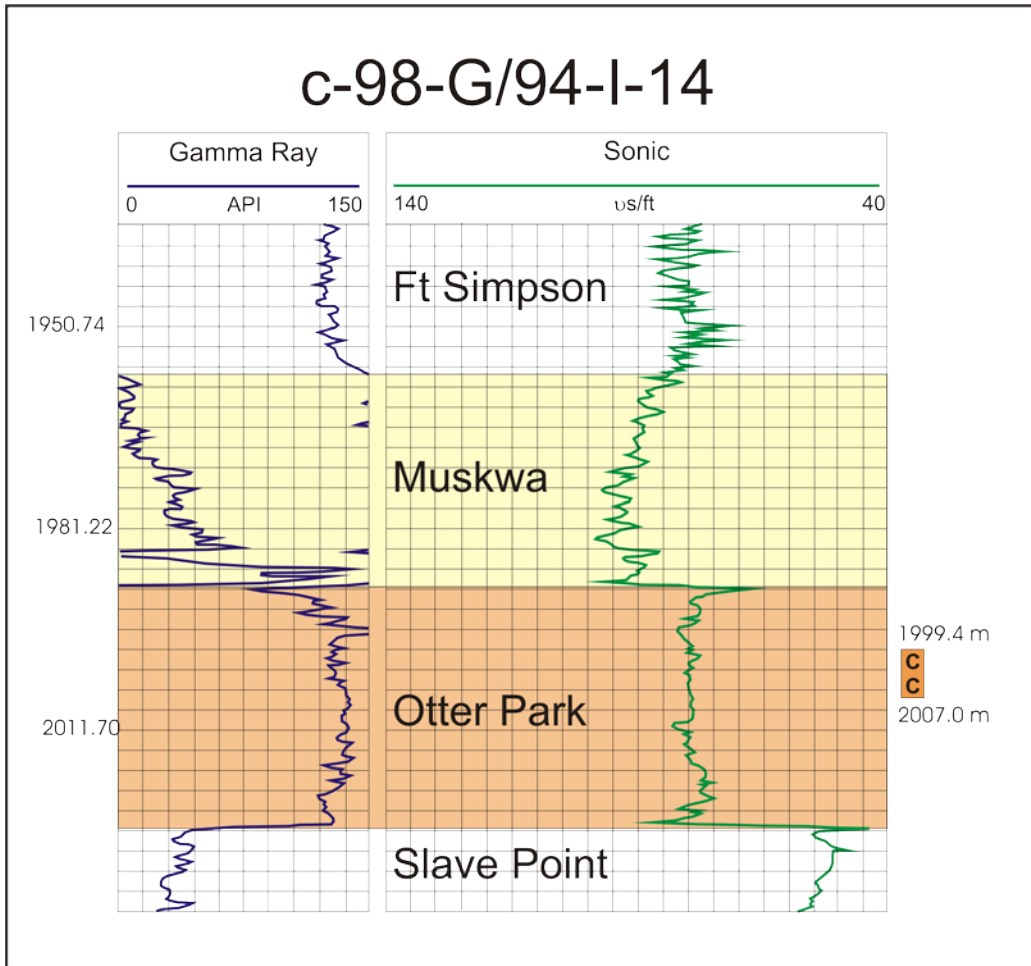 c-98-G/94-I-14
Gamma Ray
Sonic
0 API 150
140 υs/ft 40
Ft Simpson
1950.74
Muskwa
1981.22
1999.4 m
C
C
Otter Park
2007.0 m
2011.70
Slave Point